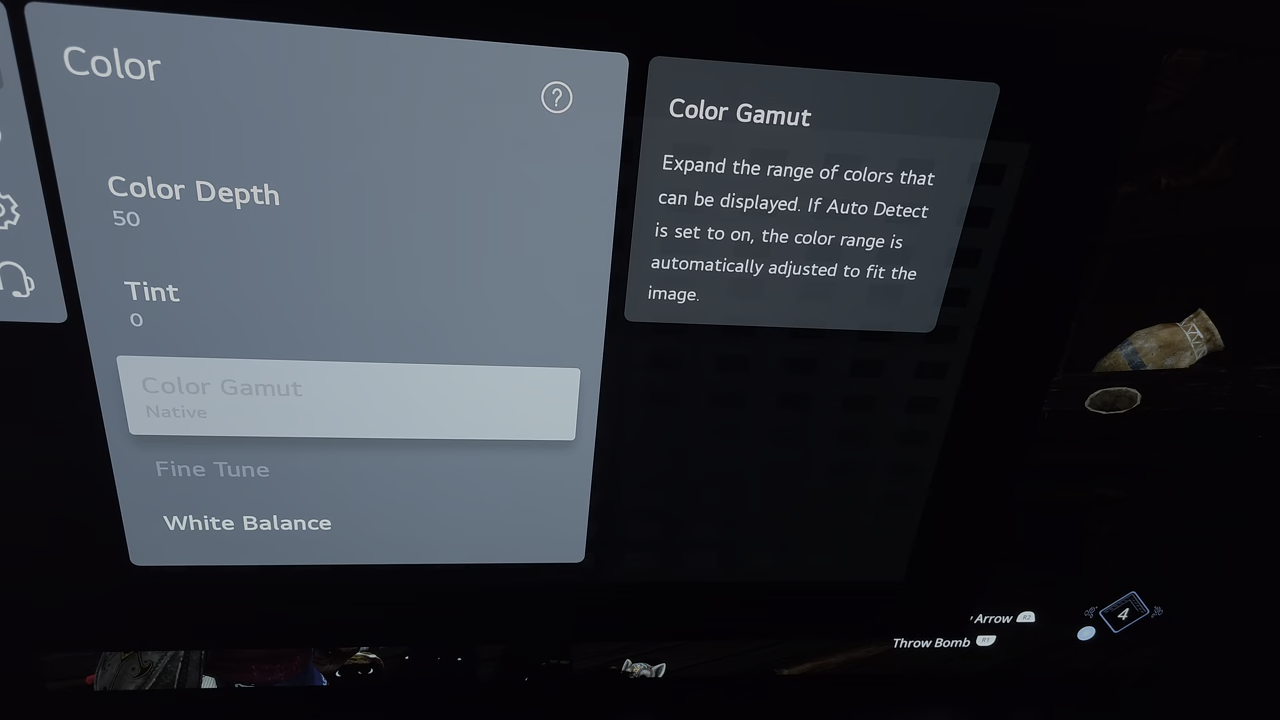 Color
?
Color Depth
50
Tint
0
Color Gamut
Native
Fine Tune
White Balance
Color Gamut
Expand the range of colors that
can be displayed. If Auto Detect
is set to on, the color range is
automatically adjusted to fit the
image.
Arrow R2
Throw Bomb R1
4